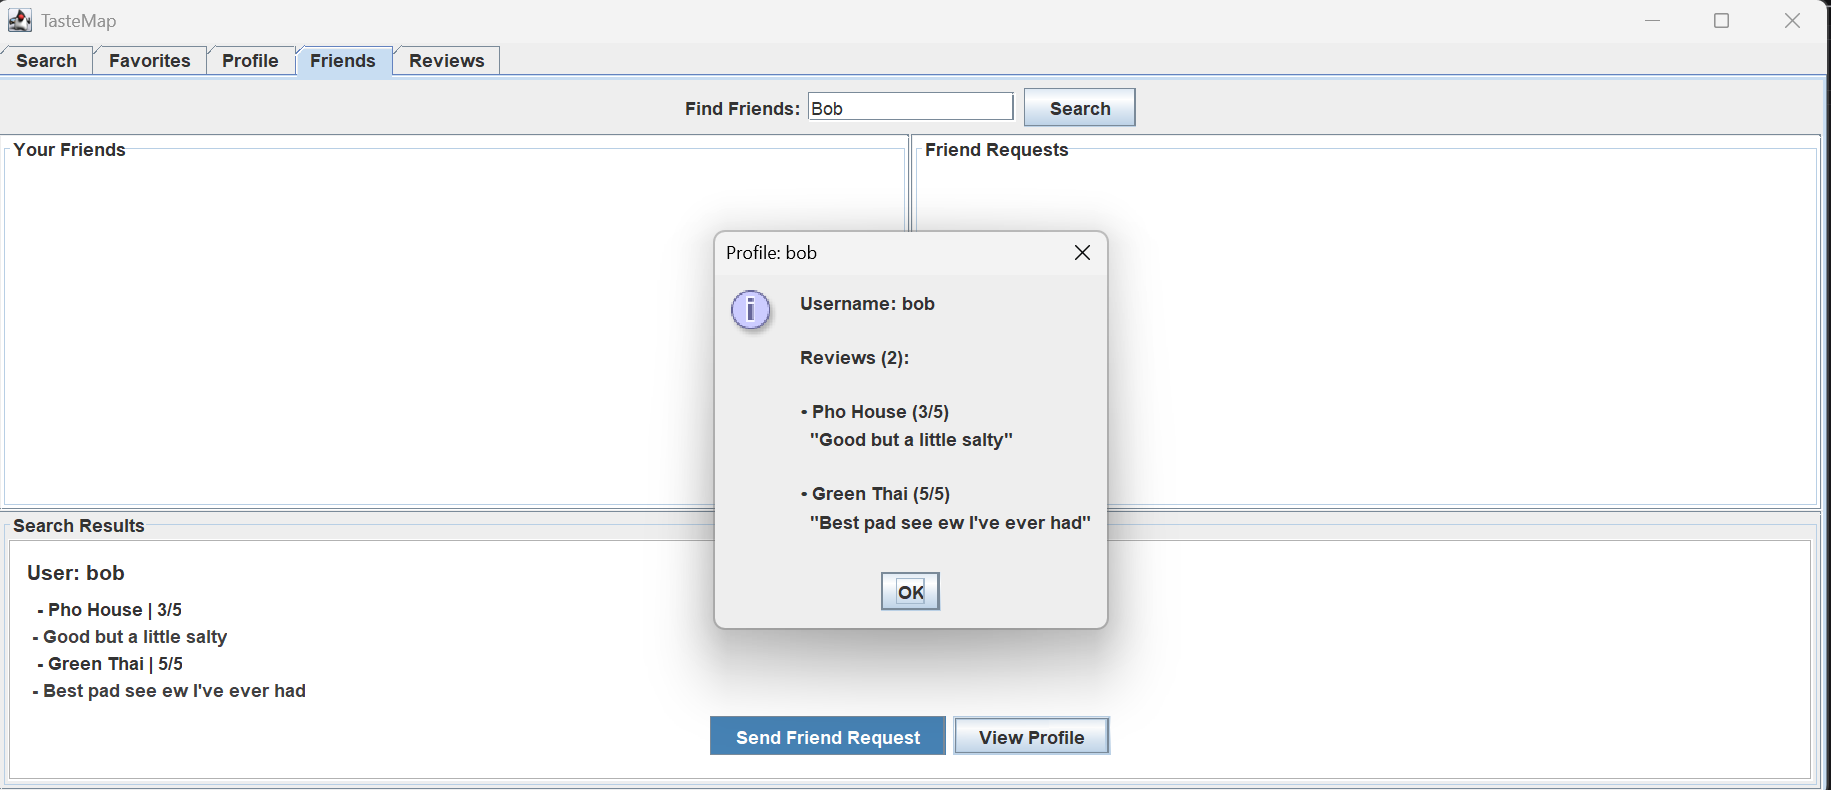 TasteMap
Search Favorites Profile Friends Reviews
Find Friends: Bob Search
Your Friends
Friend Requests
Profile: bob
i
Username: bob
Reviews (2):
• Pho House (3/5)
"Good but a little salty"
• Green Thai (5/5)
"Best pad see ew I've ever had"
OK
Search Results
User: bob
- Pho House | 3/5
- Good but a little salty
- Green Thai | 5/5
- Best pad see ew I've ever had
Send Friend Request View Profile